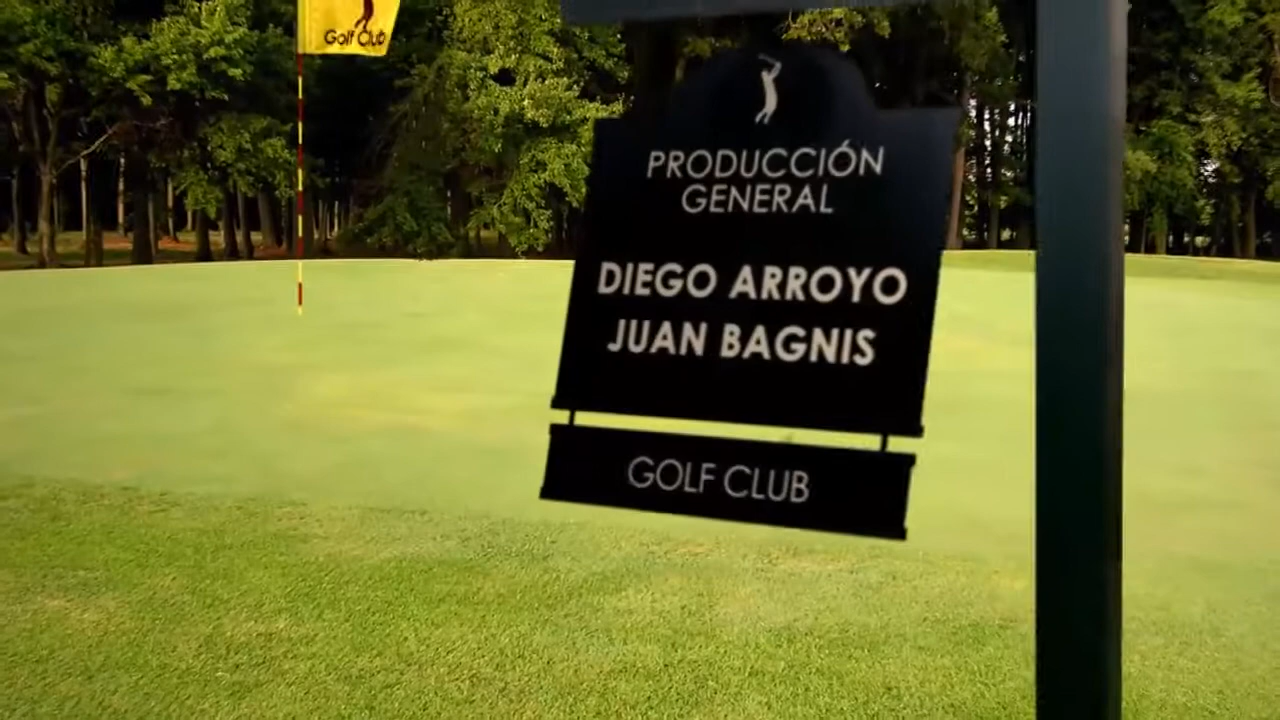 Golf Club
PRODUCCIÓN
GENERAL
DIEGO ARROYO
JUAN BAGNIS
GOLF CLUB